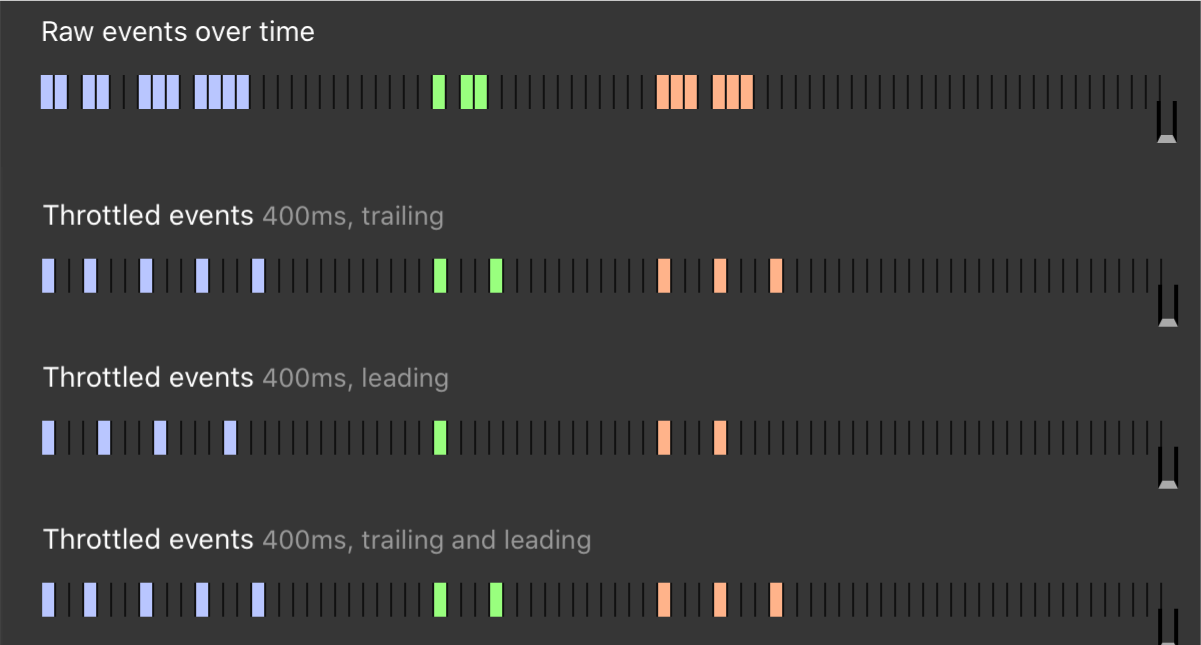 Raw events over time
Throttled events 400ms, trailing
Throttled events 400ms, leading
Throttled events 400ms, trailing and leading